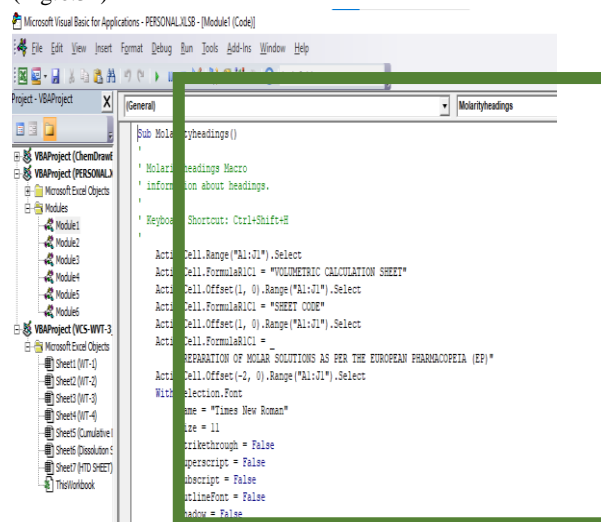 Microsoft Visual Basic for Applications - PERSONAL.XLSB - [Module1 (Code)]
File Edit View Insert Format Debug Run Tools Add-Ins Window Help
Project - VBAProject X
(General) Molarityheadings
VBAProject (ChemDrawE
VBAProject (PERSONAL.X
Microsoft Excel Objects
Modules
Module1
Module2
Module3
Module4
Module5
Module6
VBAProject (VCS-WVT-3
Microsoft Excel Objects
Sheet1 (WT-1)
Sheet2 (WT-2)
Sheet3 (WT-3)
Sheet4 (WT-4)
Sheet5 (Cumulative
Sheet6 (Dissolution S
Sheet7 (HTD SHEET)
ThisWorkbook
Sub Mola tyheadings()
'
' Molari headings Macro
' inform on about headings.
'
' Keyboa Shortcut: Ctrl+Shift+H
'
Acti Cell.Range("A1:J1").Select
Acti Cell.FormulaR1C1 = "VOLUMETRIC CALCULATION SHEET"
Acti Cell.Offset(1, 0).Range("A1:J1").Select
Acti Cell.FormulaR1C1 = "SHEET CODE"
Acti Cell.Offset(1, 0).Range("A1:J1").Select
Acti Cell.FormulaR1C1 = _
REPARATION OF MOLAR SOLUTIONS AS PER THE EUROPEAN PHARMACOPEIA (EP)"
Acti Cell.Offset(-2, 0).Range("A1:J1").Select
With election.Font
ame = "Times New Roman"
ize = 11
trikethrough = False
uperscript = False
ubscript = False
utlineFont = False
hadow = False